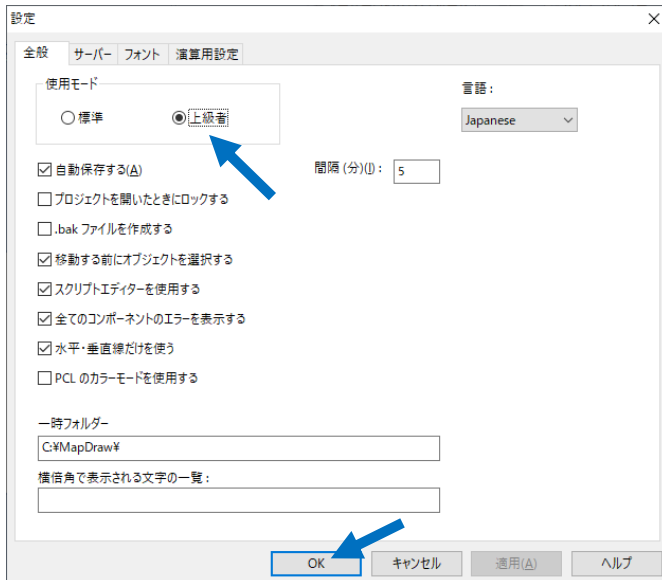 設定
全般 サーバー フォント 演算用設定
使用モード
標準 上級者
言語 :
Japanese
自動保存する(A) 間隔 (分)(I) : 5
プロジェクトを開いたときにロックする
.bak ファイルを作成する
移動する前にオブジェクトを選択する
スクリプトエディターを使用する
全てのコンポーネントのエラーを表示する
水平・垂直線だけを使う
PCL のカラーモードを使用する
一時フォルダー
C:¥MapDraw¥
横倍角で表示される文字の一覧 :
OK キャンセル 適用(A) ヘルプ